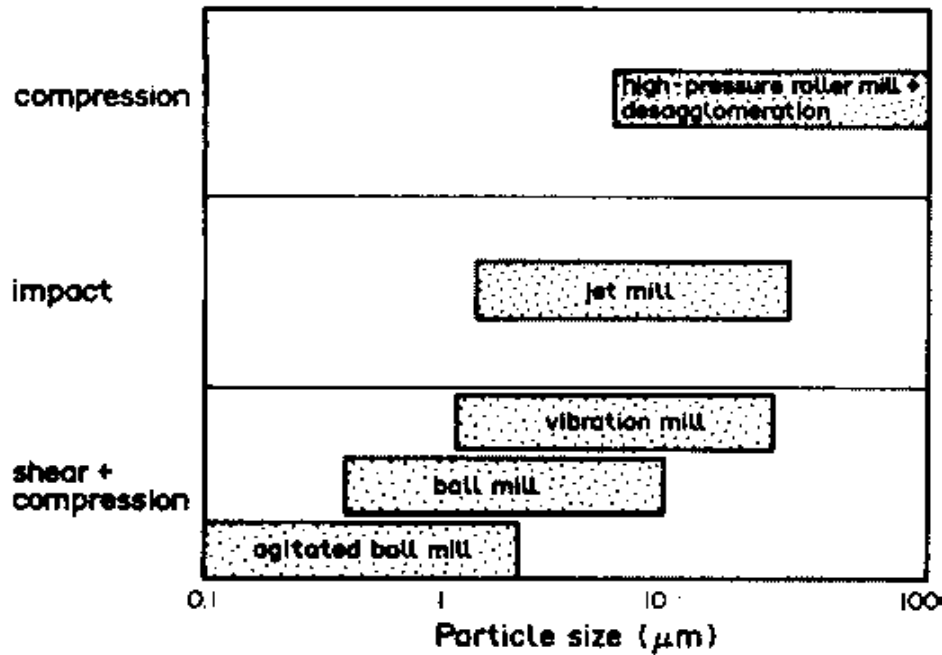 compression
high-pressure roller mill +
desagglomeration
impact
jet mill
vibration mill
shear +
compression
ball mill
agitated ball mill
0.1 1 10 100
Particle size (μm)